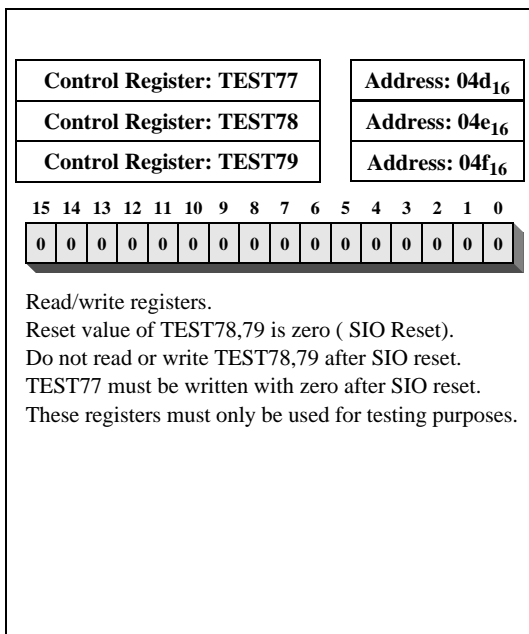 Control Register: TEST77 Address: 04d16
Control Register: TEST78 Address: 04e16
Control Register: TEST79 Address: 04f16
15 14 13 12 11 10 9 8 7 6 5 4 3 2 1 0
0 0 0 0 0 0 0 0 0 0 0 0 0 0 0 0
Read/write registers.
Reset value of TEST78,79 is zero ( SIO Reset).
Do not read or write TEST78,79 after SIO reset.
TEST77 must be written with zero after SIO reset.
These registers must only be used for testing purposes.